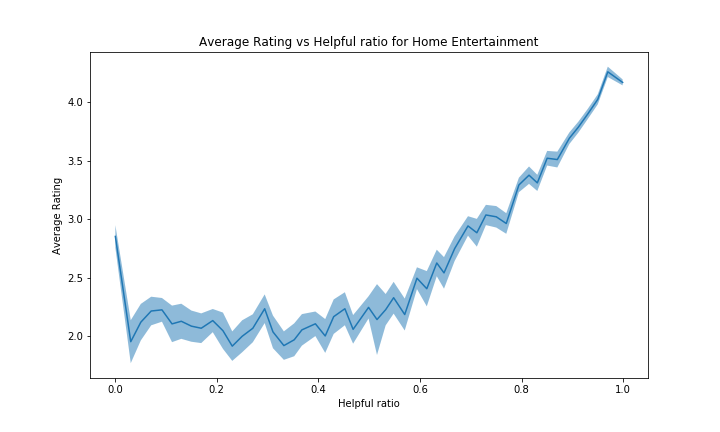 Average Rating vs Helpful ratio for Home Entertainment
Average Rating
4.0
3.5
3.0
2.5
2.0
0.0 0.2 0.4 0.6 0.8 1.0
Helpful ratio